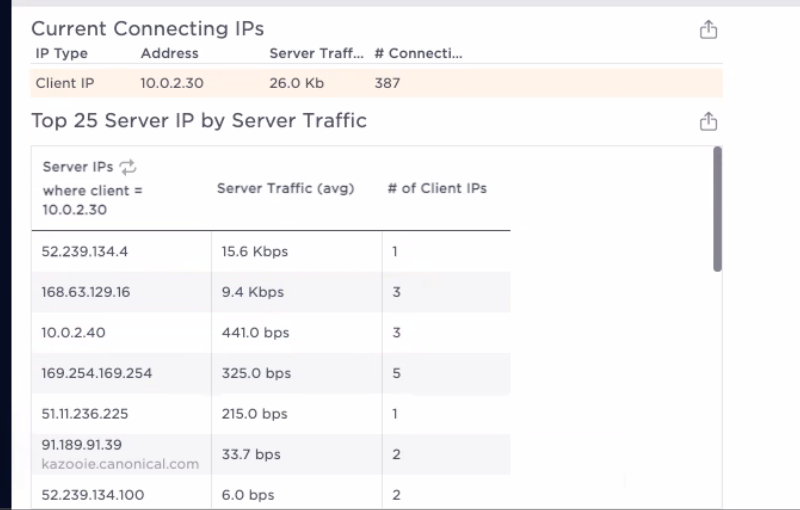 Current Connecting IPs
IP Type Address Server Traff... # Connecti...
Client IP 10.0.2.30 26.0 Kb 387
Top 25 Server IP by Server Traffic
Server IPs
where client =
10.0.2.30
Server Traffic (avg) # of Client IPs
52.239.134.4 15.6 Kbps 1
168.63.129.16 9.4 Kbps 3
10.0.2.40 441.0 bps 3
169.254.169.254 325.0 bps 5
51.11.236.225 215.0 bps 1
91.189.91.39
kazooie.canonical.com
33.7 bps 2
52.239.134.100 6.0 bps 2